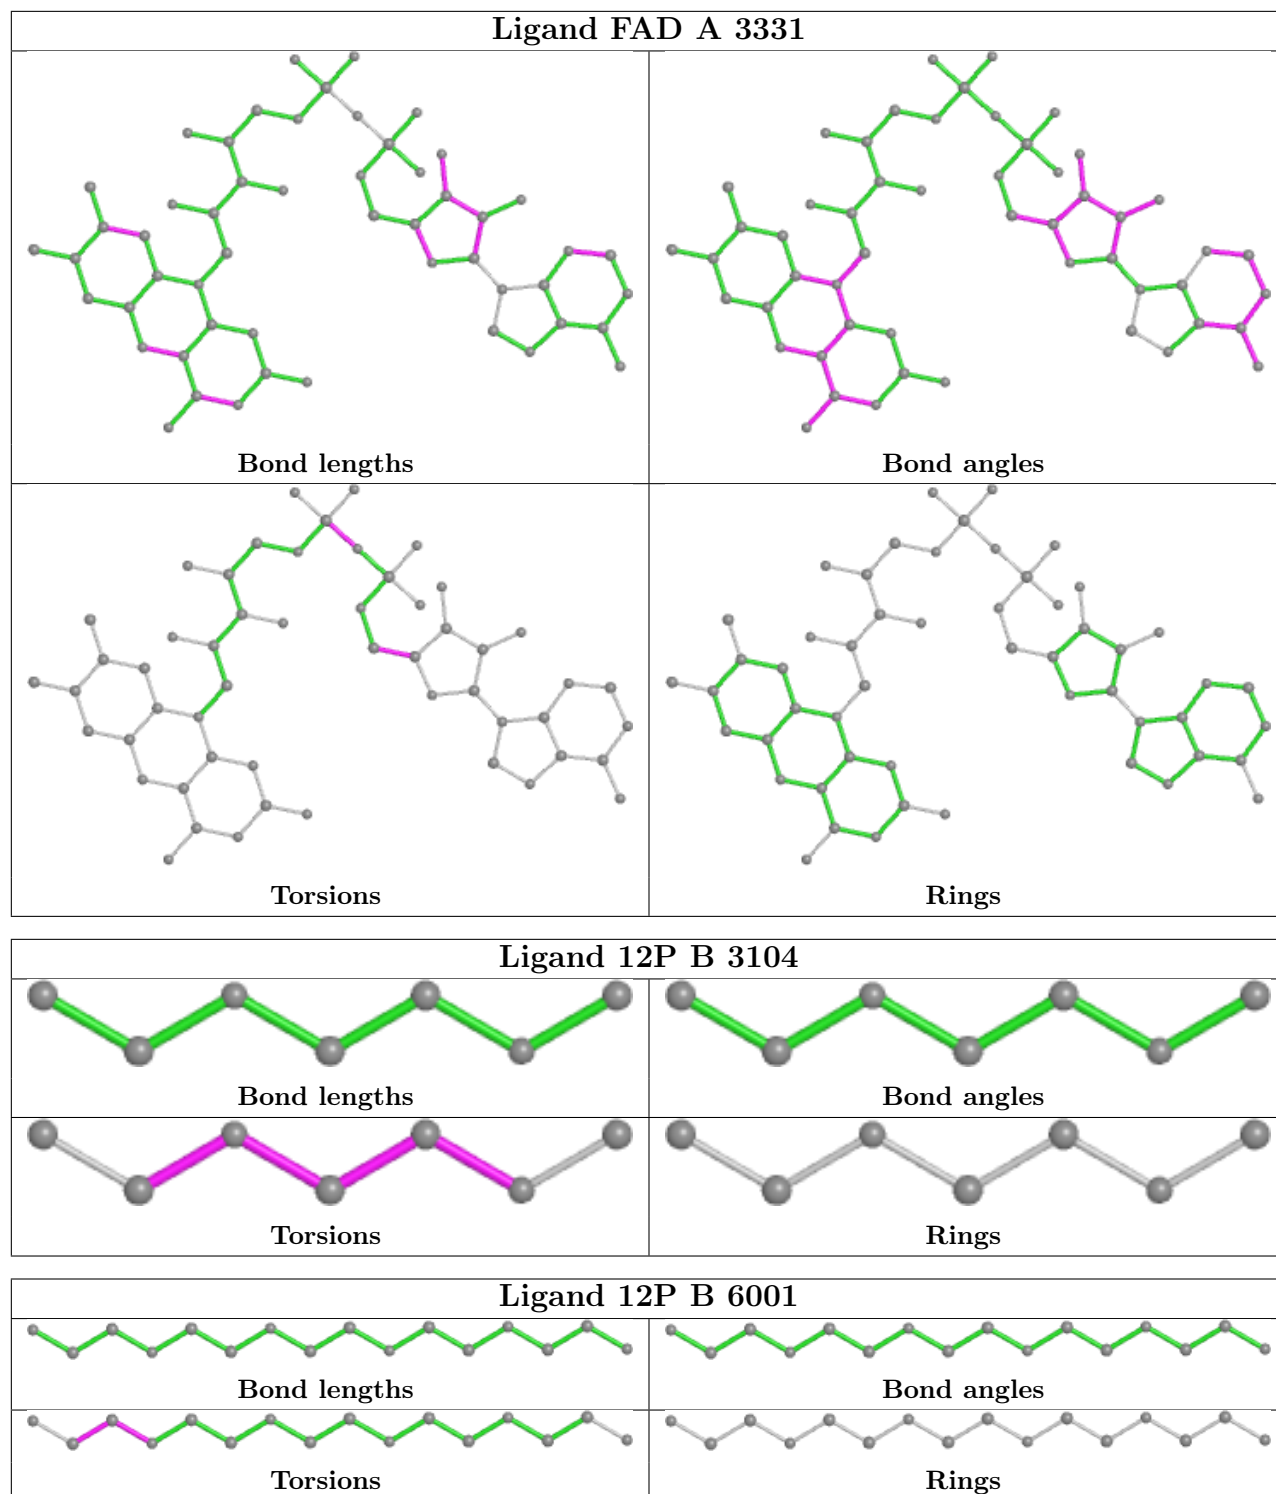 Ligand FAD A 3331
Bond lengths
Bond angles
Torsions
Rings
Ligand 12P B 3104
Bond lengths
Bond angles
Torsions
Rings
Ligand 12P B 6001
Bond lengths
Bond angles
Torsions
Rings